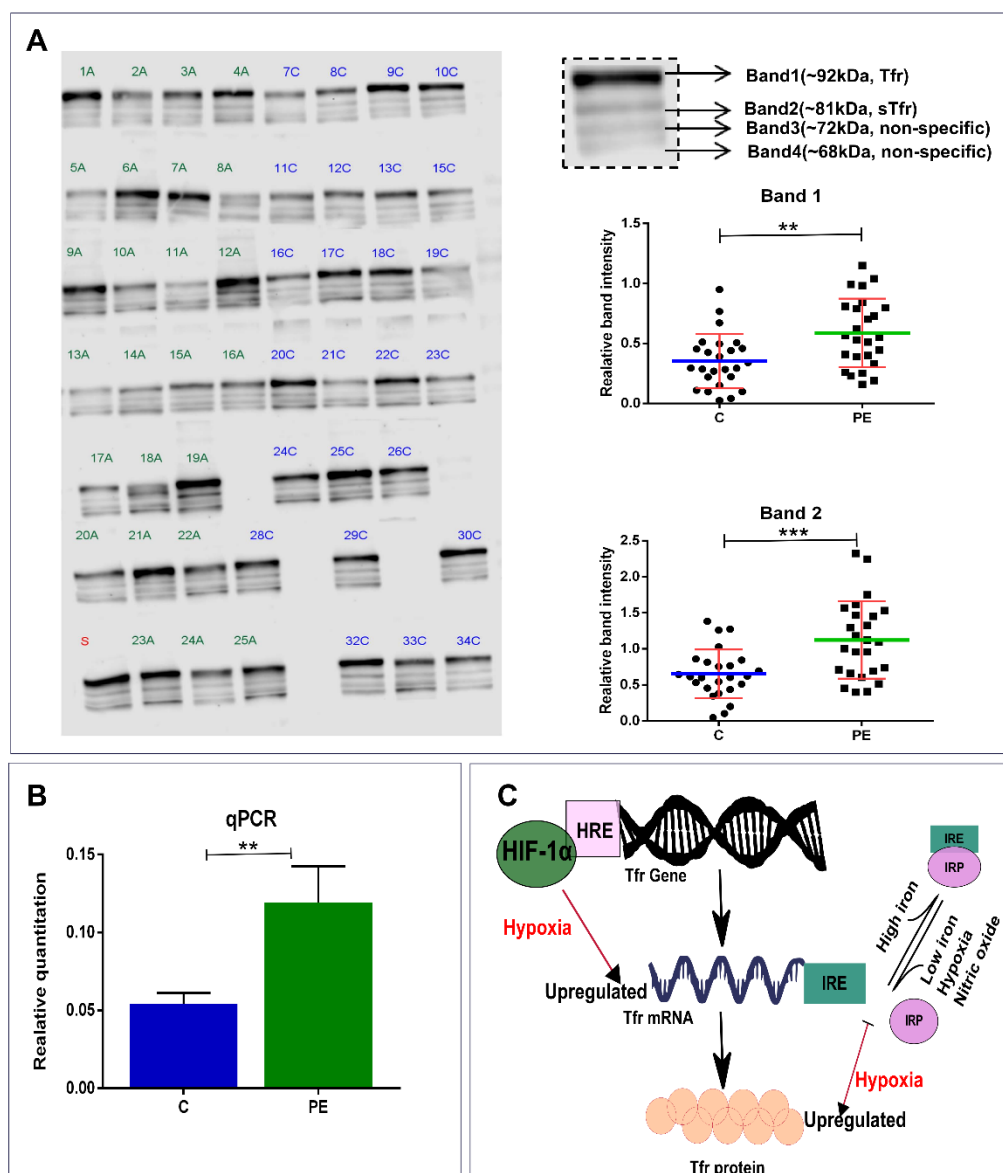 A
1A 2A 3A 4A 7C 8C 9C 10C
5A 6A 7A 8A 11C 12C 13C 15C
9A 10A 11A 12A 16C 17C 18C 19C
13A 14A 15A 16A 20C 21C 22C 23C
17A 18A 19A 24C 25C 26C
20A 21A 22A 28C 29C 30C
S 23A 24A 25A 32C 33C 34C
Band1(~92kDa, Tfr)
Band2(~81kDa, sTfr)
Band3(~72kDa, non-specific)
Band4(~68kDa, non-specific)
Band 1
**
Realative band intensity
1.5
1.0
0.5
0.0
C PE
Band 2
***
Realative band intensity
2.5
2.0
1.5
1.0
0.5
0.0
C PE
B
qPCR
**
Realative quantitation
0.15
0.10
0.05
0.00
C PE
C
HIF-1α
HRE
Tfr Gene
Hypoxia
Upregulated
Tfr mRNA
IRE
IRE
IRP
High iron
Low iron
Hypoxia
Nitric oxide
IRP
Hypoxia
Upregulated
Tfr protein